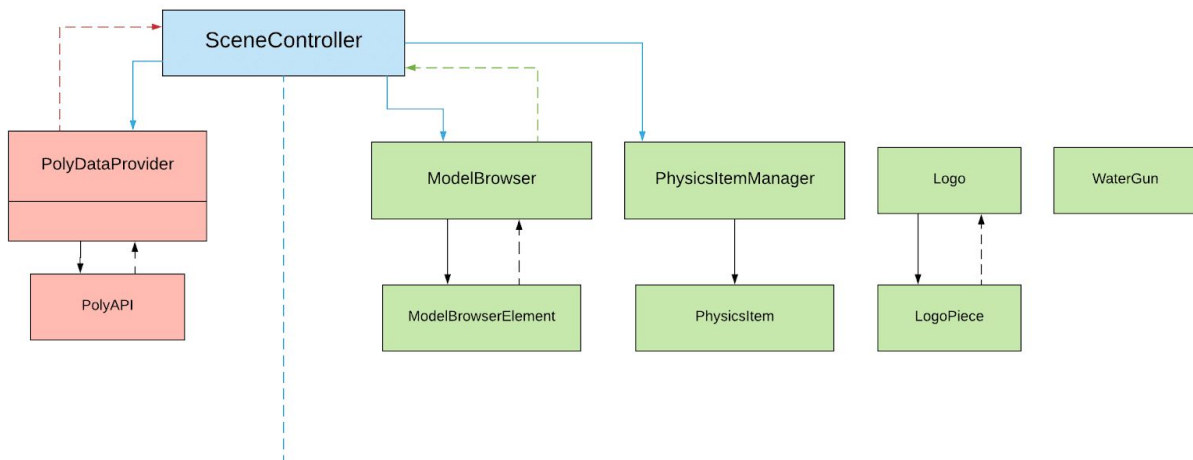 SceneController
PolyDataProvider
ModelBrowser
PhysicsItemManager
Logo
WaterGun
PolyAPI
ModelBrowserElement
PhysicsItem
LogoPiece